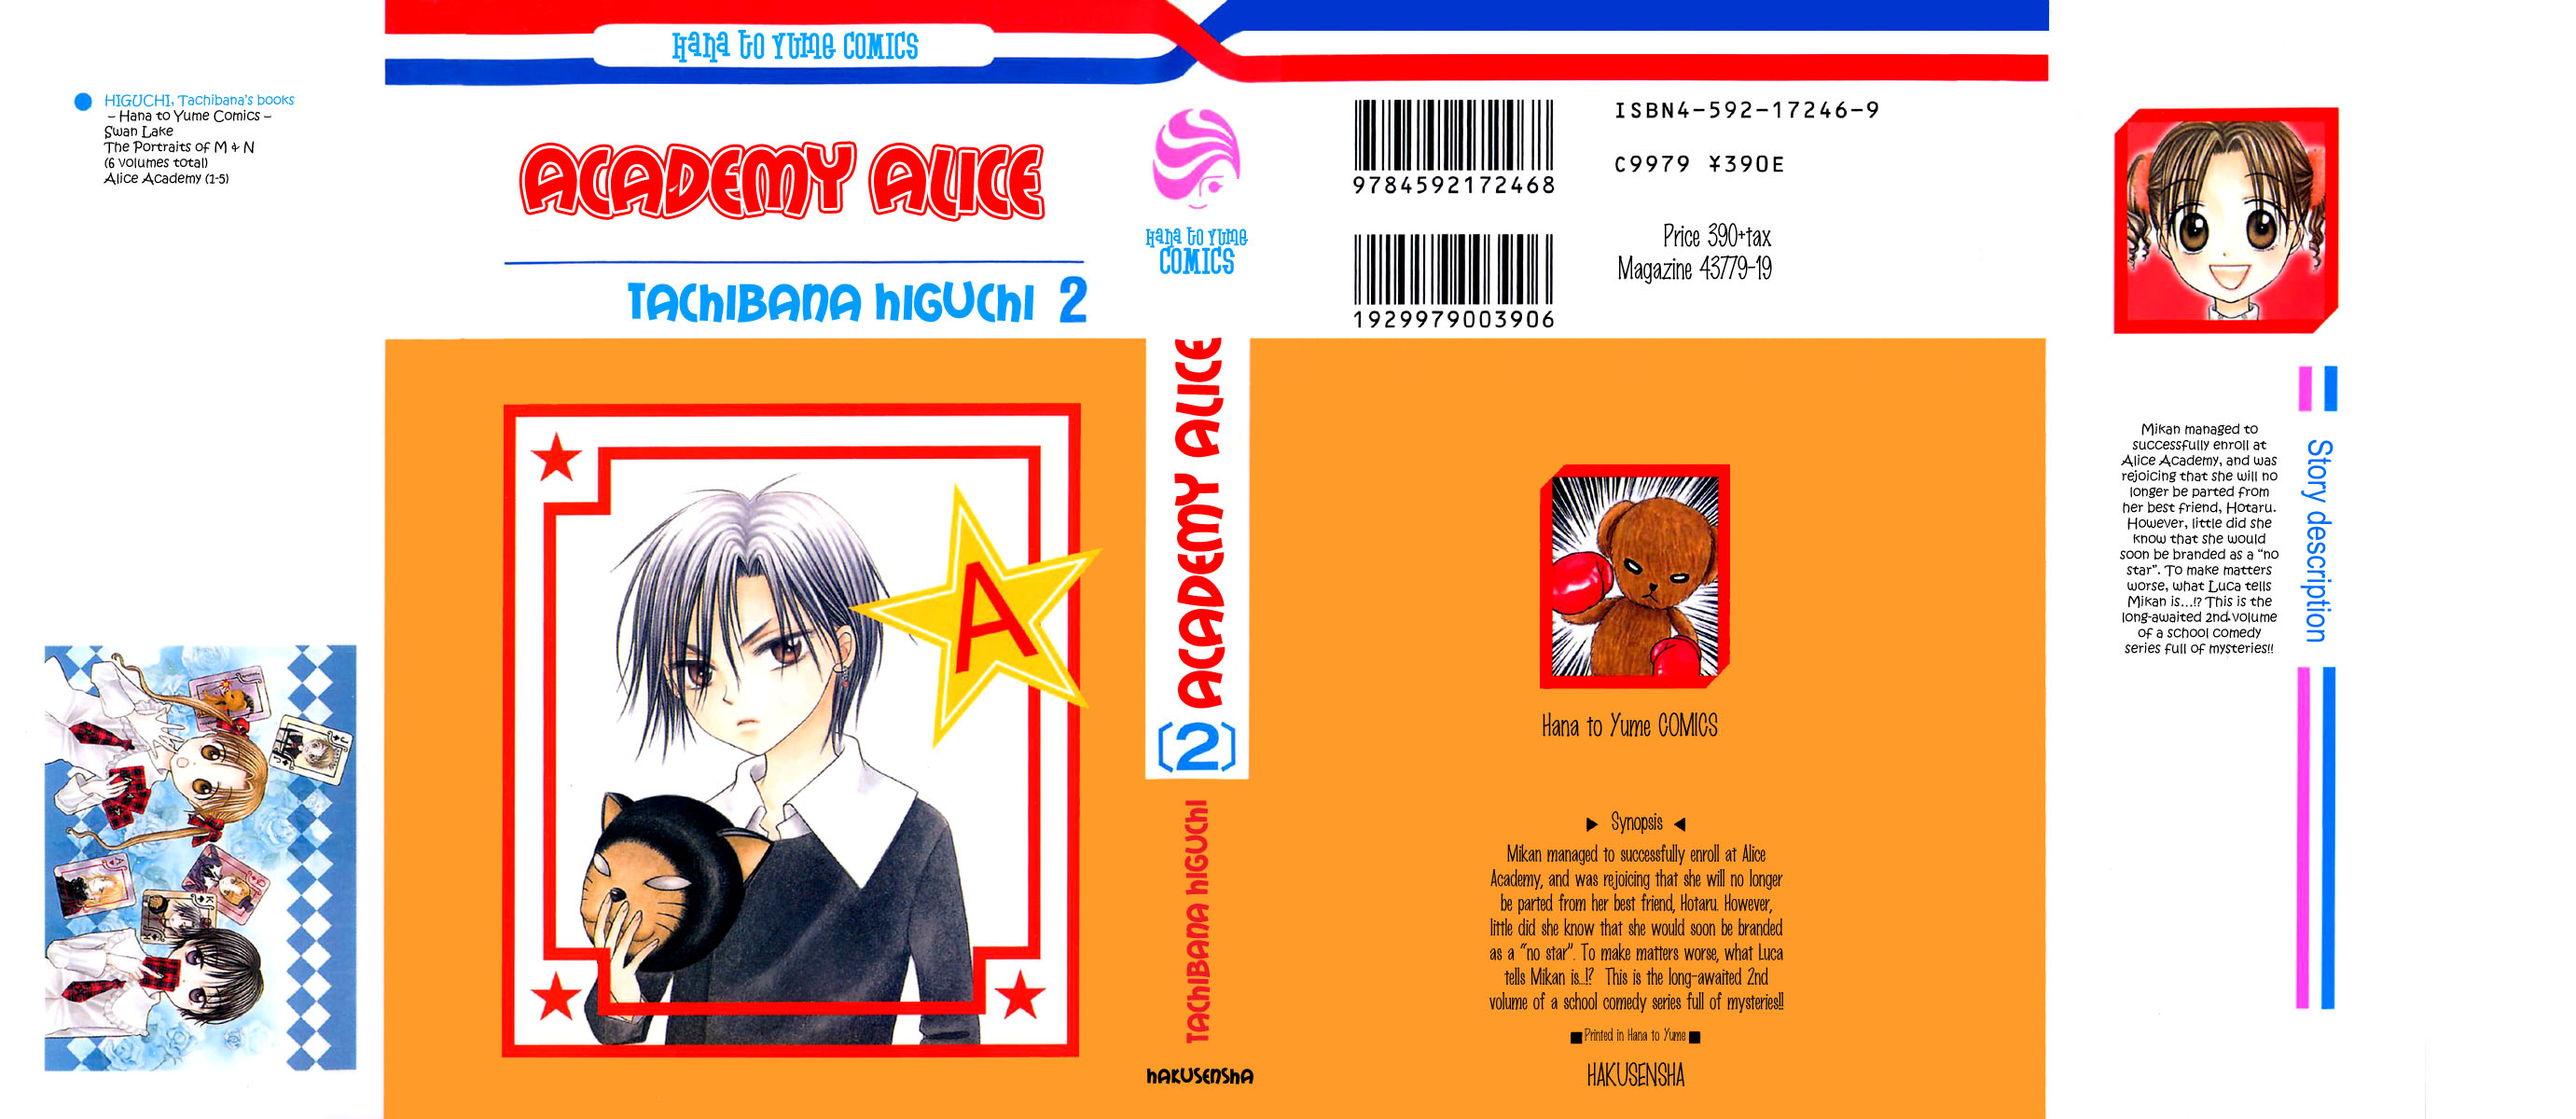 HIGUCHI, Tachibana's books
– Hana to Yume Comics –
Swan Lake
The Portraits of M & N
(6 volumes total)
Alice Academy (1-5)
Hana to Yume COMICS
ACADEMY ALICE
TACHIBANA HIGUCHI 2
A
Hana to Yume
COMICS
ACADEMY ALICE
(2)
TACHIBANA HIGUCHI
HAKUSENSHA
9784592172468
1929979003906
ISBN4-592-17246-9
C9979 ¥390E
Price 390+tax
Magazine 43779-19
Hana to Yume COMICS
▶ Synopsis ◀
Mikan managed to successfully enroll at Alice
Academy, and was rejoicing that she will no longer
be parted from her best friend, Hotaru. However,
little did she know that she would soon be branded
as a "no star". To make matters worse, what Luca
tells Mikan is...!? This is the long-awaited 2nd
volume of a school comedy series full of mysteries!!
■ Printed in Hana to Yume ■
HAKUSENSHA
Story description
Mikan managed to
successfully enroll at
Alice Academy, and was
rejoicing that she will no
longer be parted from
her best friend, Hotaru.
However, little did she
know that she would
soon be branded as a "no
star". To make matters
worse, what Luca tells
Mikan is...!? This is the
long-awaited 2nd volume
of a school comedy
series full of mysteries!!